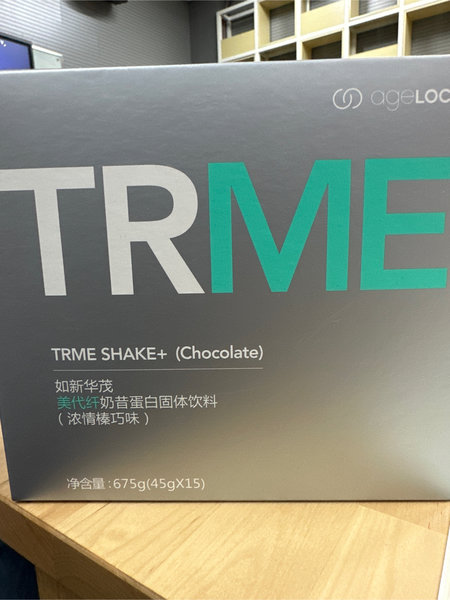 ageLOC
TRME
TRME SHAKE+ (Chocolate)
如新华茂
美代纤奶昔蛋白固体饮料
（浓情榛巧味）
净含量:675g(45gX15)